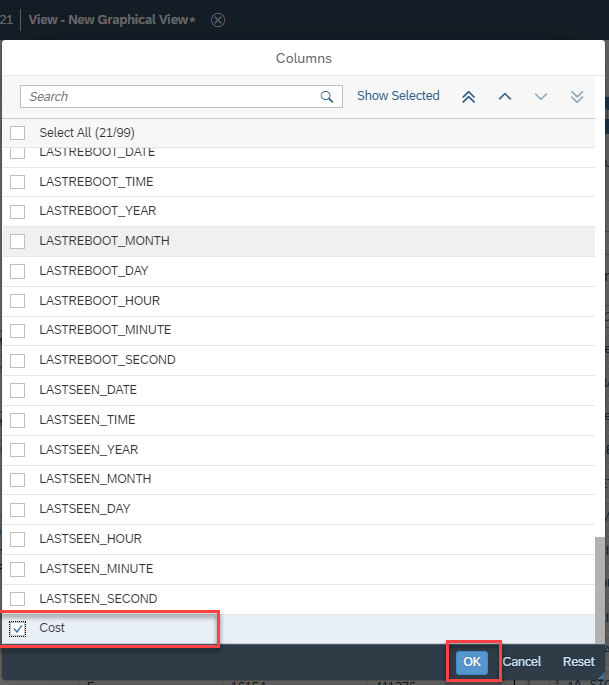 21 View - New Graphical View*
Columns
Search Show Selected
Select All (21/99)
LASTREBOOT_DATE
LASTREBOOT_TIME
LASTREBOOT_YEAR
LASTREBOOT_MONTH
LASTREBOOT_DAY
LASTREBOOT_HOUR
LASTREBOOT_MINUTE
LASTREBOOT_SECOND
LASTSEEN_DATE
LASTSEEN_TIME
LASTSEEN_YEAR
LASTSEEN_MONTH
LASTSEEN_DAY
LASTSEEN_HOUR
LASTSEEN_MINUTE
LASTSEEN_SECOND
Cost
OK Cancel Reset